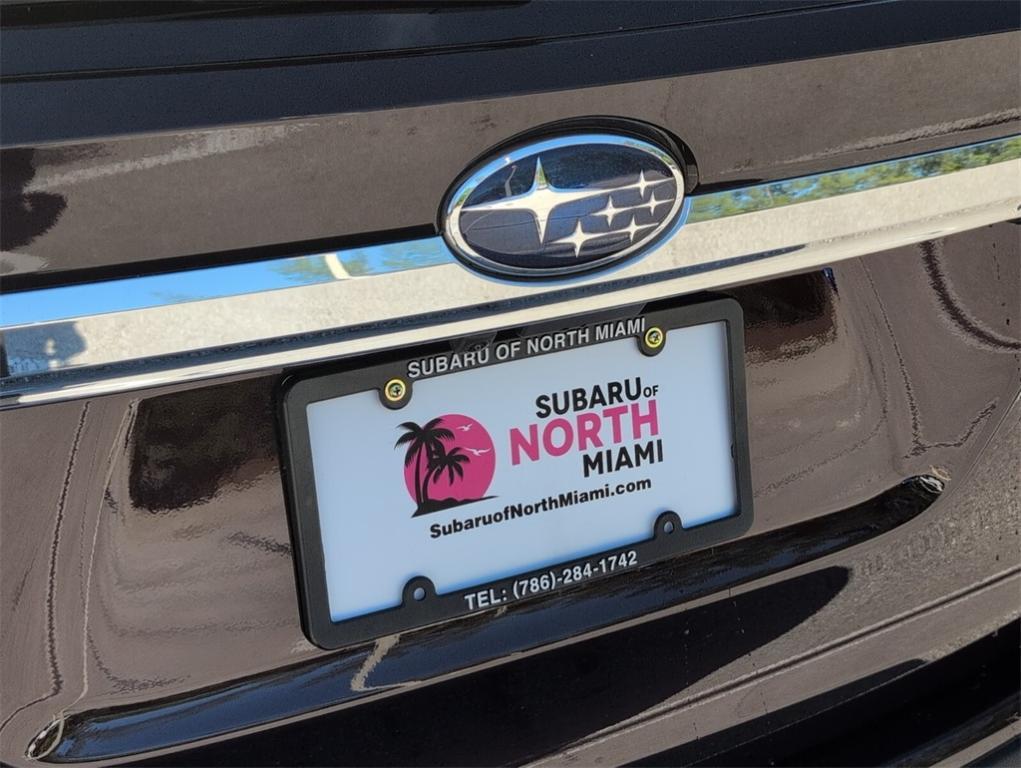 SUBARU OF NORTH MIAMI
SUBARU OF
NORTH
MIAMI
SubaruofNorthMiami.com
TEL: (786)-284-1742